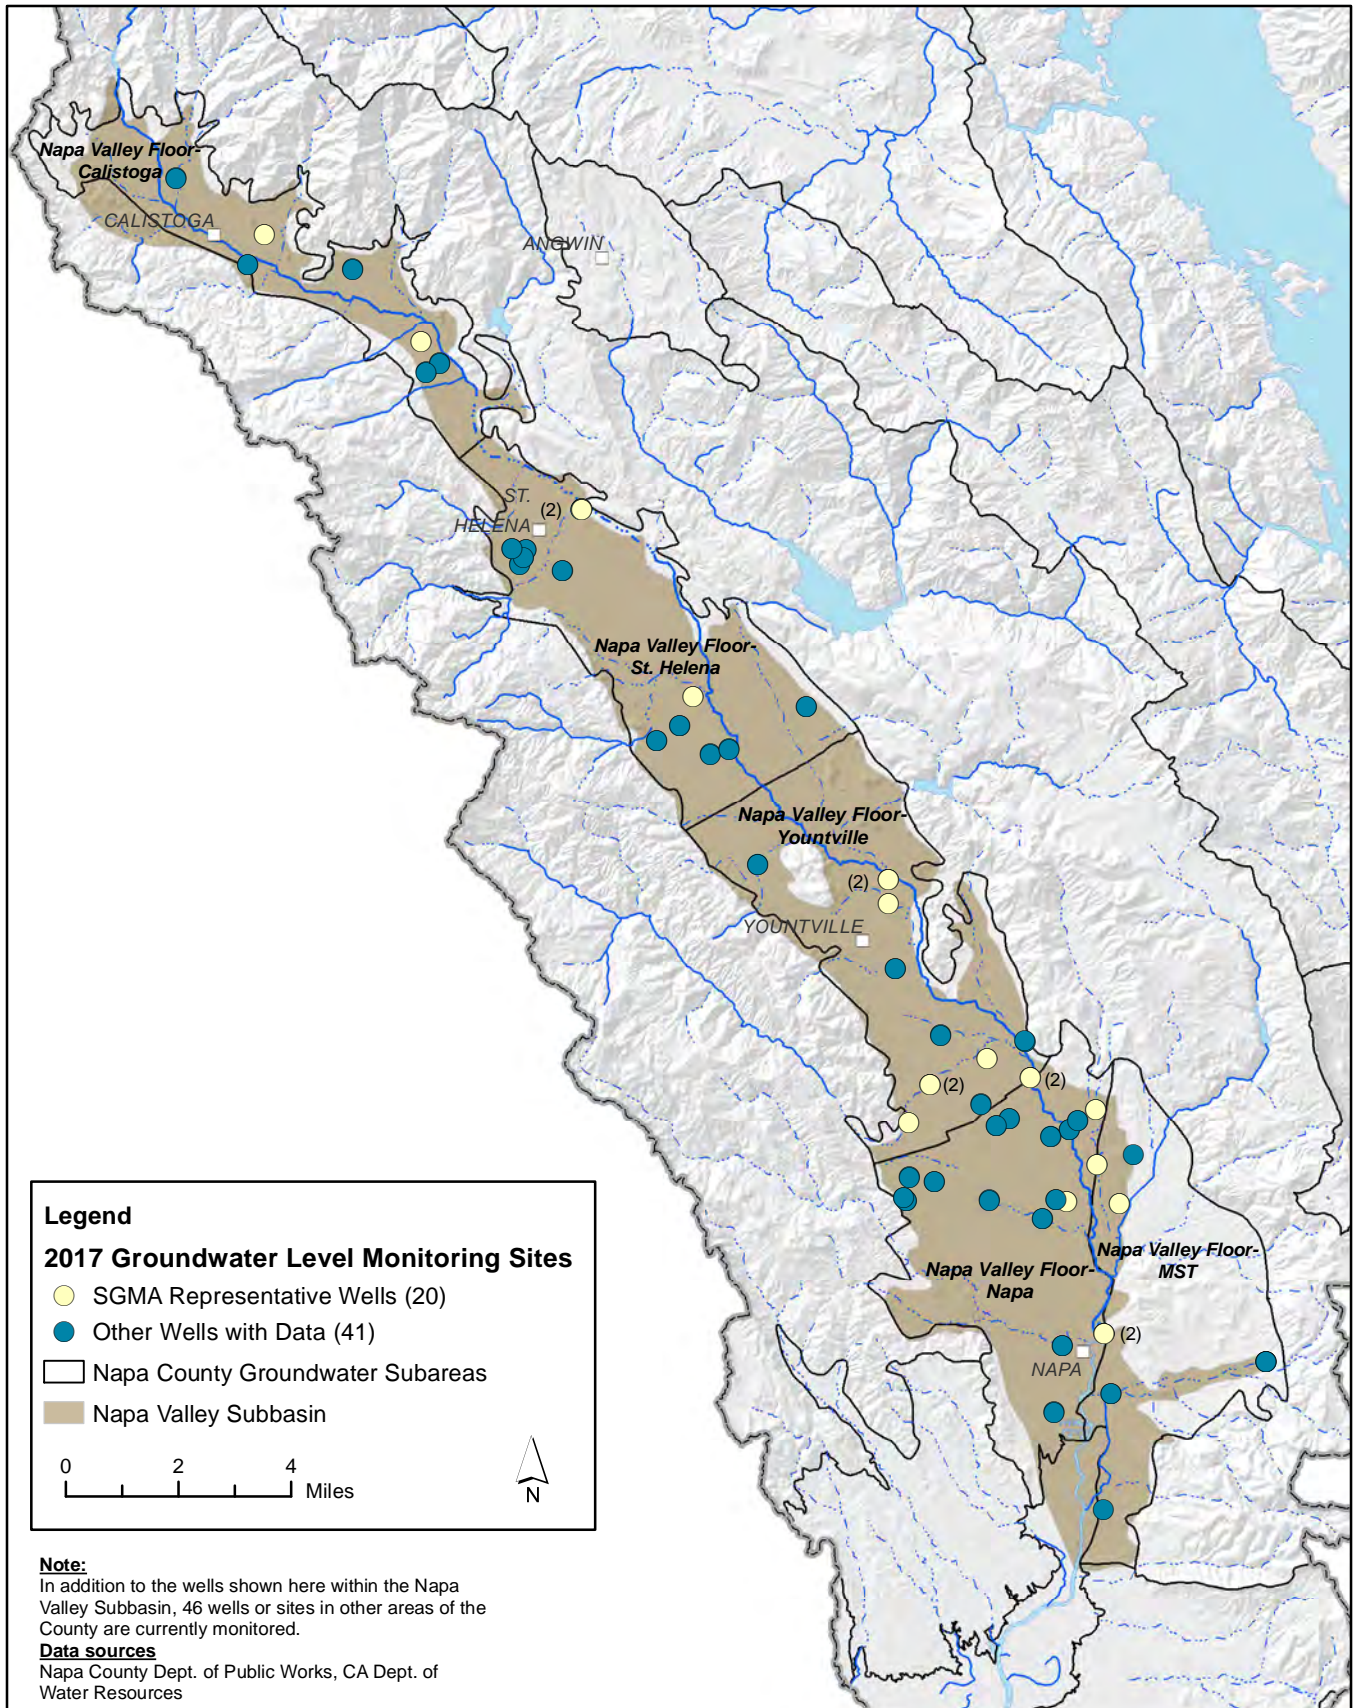 Napa Valley Floor-
Calistoga
CALISTOGA
ANGWIN
ST.
HELENA
(2)
Napa Valley Floor-
St. Helena
Napa Valley Floor-
Yountville
(2)
YOUNTVILLE
(2)
(2)
Napa Valley Floor-
MST
Napa Valley Floor-
Napa
(2)
NAPA
Legend
2017 Groundwater Level Monitoring Sites
SGMA Representative Wells (20)
Other Wells with Data (41)
Napa County Groundwater Subareas
Napa Valley Subbasin
0 2 4
Miles
N
Note:
In addition to the wells shown here within the Napa
Valley Subbasin, 46 wells or sites in other areas of the
County are currently monitored.
Data sources
Napa County Dept. of Public Works, CA Dept. of
Water Resources